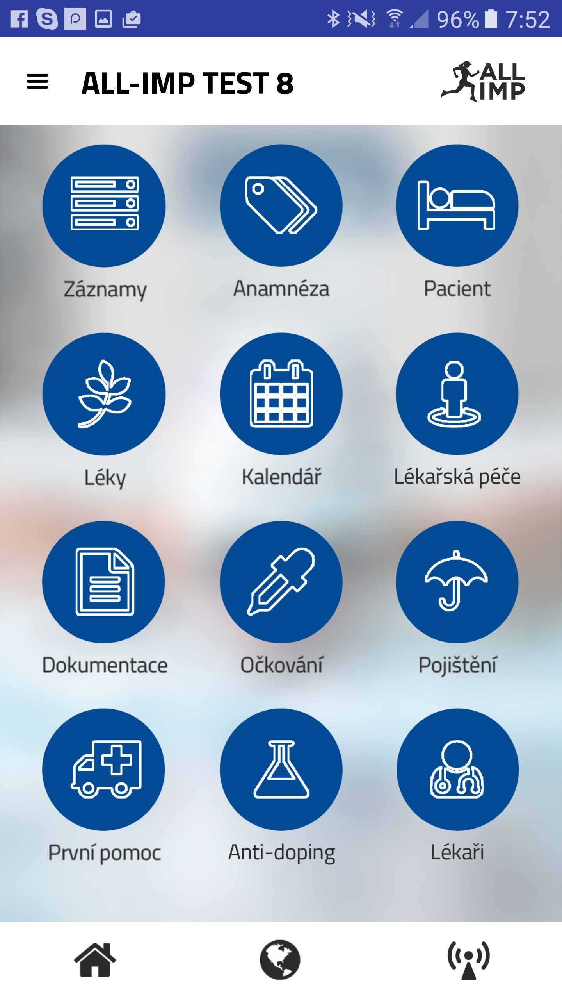 96% 7:52
ALL-IMP TEST 8
ALL
IMP
Záznamy
Anamnéza
Pacient
Léky
Kalendář
Lékařská péče
Dokumentace
Očkování
Pojištění
První pomoc
Anti-doping
Lékaři